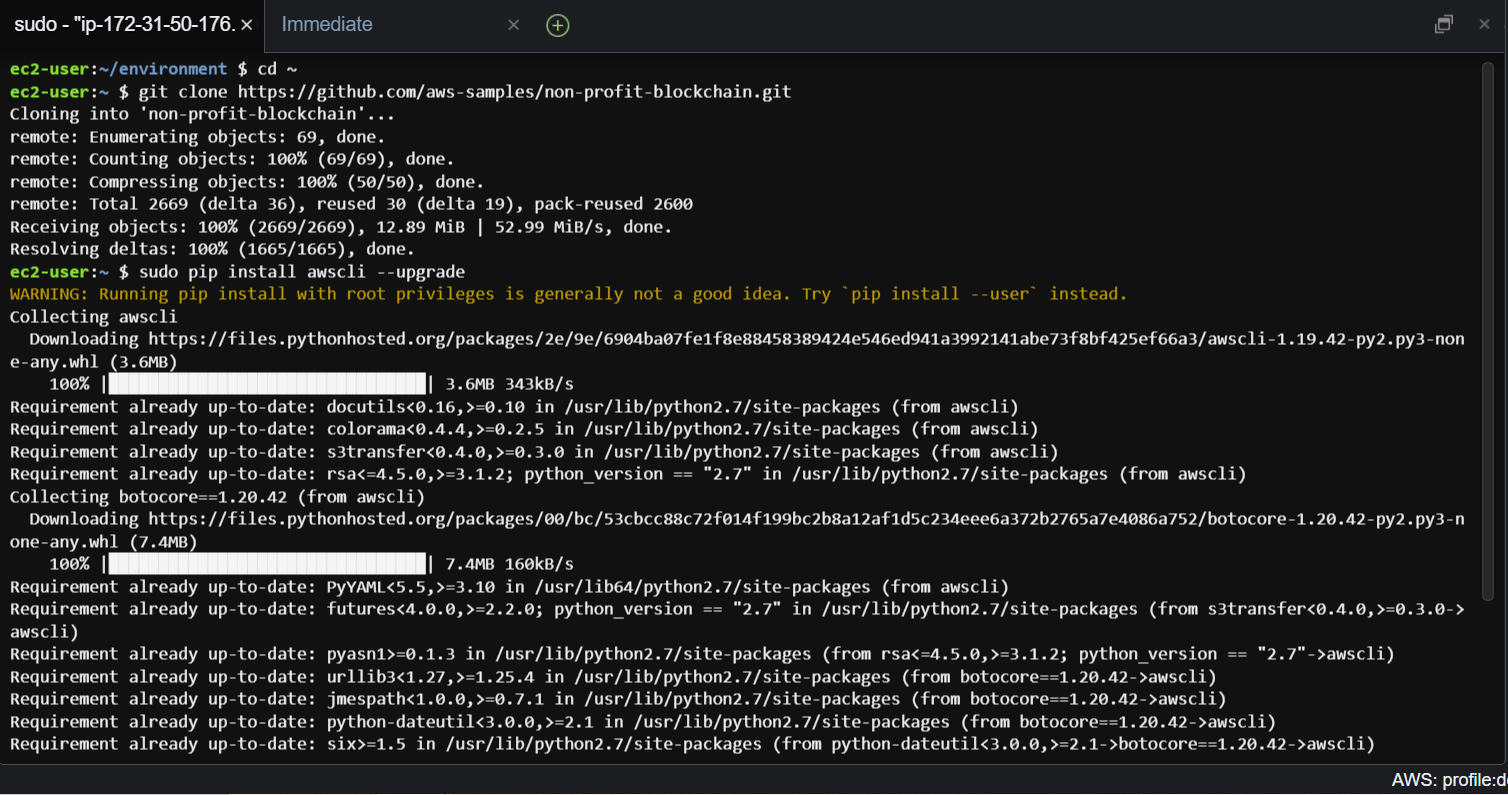 sudo - "ip-172-31-50-176. × Immediate ×
ec2-user:~/environment $ cd ~
ec2-user:~ $ git clone https://github.com/aws-samples/non-profit-blockchain.git
Cloning into 'non-profit-blockchain'...
remote: Enumerating objects: 69, done.
remote: Counting objects: 100% (69/69), done.
remote: Compressing objects: 100% (50/50), done.
remote: Total 2669 (delta 36), reused 30 (delta 19), pack-reused 2600
Receiving objects: 100% (2669/2669), 12.89 MiB | 52.99 MiB/s, done.
Resolving deltas: 100% (1665/1665), done.
ec2-user:~ $ sudo pip install awscli --upgrade
WARNING: Running pip install with root privileges is generally not a good idea. Try `pip install --user` instead.
Collecting awscli
  Downloading https://files.pythonhosted.org/packages/2e/9e/6904ba07fe1f8e88458389424e546ed941a3992141abe73f8bf425ef66a3/awscli-1.19.42-py2.py3-non
e-any.whl (3.6MB)
    100% |████████████████████████████████| 3.6MB 343kB/s
Requirement already up-to-date: docutils<0.16,>=0.10 in /usr/lib/python2.7/site-packages (from awscli)
Requirement already up-to-date: colorama<0.4.4,>=0.2.5 in /usr/lib/python2.7/site-packages (from awscli)
Requirement already up-to-date: s3transfer<0.4.0,>=0.3.0 in /usr/lib/python2.7/site-packages (from awscli)
Requirement already up-to-date: rsa<=4.5.0,>=3.1.2; python_version == "2.7" in /usr/lib/python2.7/site-packages (from awscli)
Collecting botocore==1.20.42 (from awscli)
  Downloading https://files.pythonhosted.org/packages/00/bc/53cbcc88c72f014f199bc2b8a12af1d5c234eee6a372b2765a7e4086a752/botocore-1.20.42-py2.py3-n
one-any.whl (7.4MB)
    100% |████████████████████████████████| 7.4MB 160kB/s
Requirement already up-to-date: PyYAML<5.5,>=3.10 in /usr/lib64/python2.7/site-packages (from awscli)
Requirement already up-to-date: futures<4.0.0,>=2.2.0; python_version == "2.7" in /usr/lib/python2.7/site-packages (from s3transfer<0.4.0,>=0.3.0->
awscli)
Requirement already up-to-date: pyasn1>=0.1.3 in /usr/lib/python2.7/site-packages (from rsa<=4.5.0,>=3.1.2; python_version == "2.7"->awscli)
Requirement already up-to-date: urllib3<1.27,>=1.25.4 in /usr/lib/python2.7/site-packages (from botocore==1.20.42->awscli)
Requirement already up-to-date: jmespath<1.0.0,>=0.7.1 in /usr/lib/python2.7/site-packages (from botocore==1.20.42->awscli)
Requirement already up-to-date: python-dateutil<3.0.0,>=2.1 in /usr/lib/python2.7/site-packages (from botocore==1.20.42->awscli)
Requirement already up-to-date: six>=1.5 in /usr/lib/python2.7/site-packages (from python-dateutil<3.0.0,>=2.1->botocore==1.20.42->awscli)
AWS: profile:d